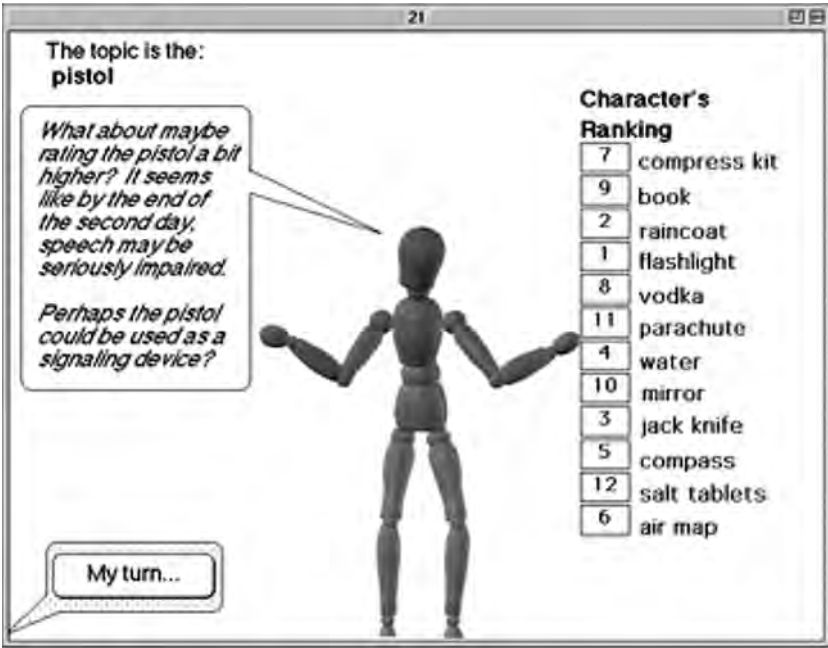 21
The topic is the:
pistol
What about maybe
rating the pistol a bit
higher? It seems
like by the end of
the second day,
speech may be
seriously impaired.
Perhaps the pistol
could be used as a
signaling device?
Character's
Ranking
7 compress kit
9 book
2 raincoat
1 flashlight
8 vodka
11 parachute
4 water
10 mirror
3 jack knife
5 compass
12 salt tablets
6 air map
My turn...